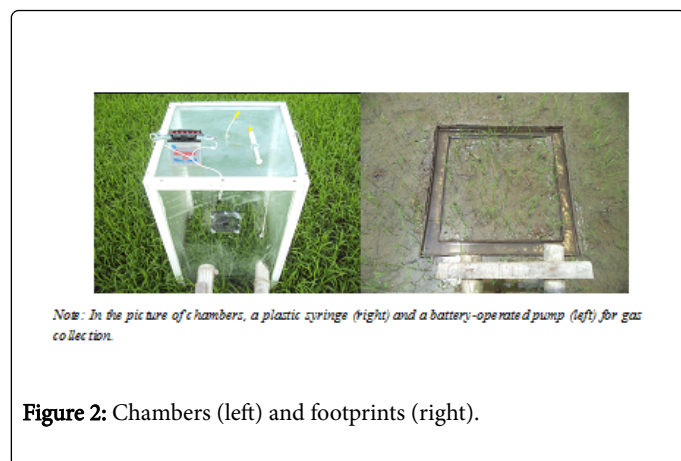 Note: In the picture of chambers, a plastic syringe (right) and a battery-operated pump (left) for gas
collection.
Figure 2: Chambers (left) and footprints (right).